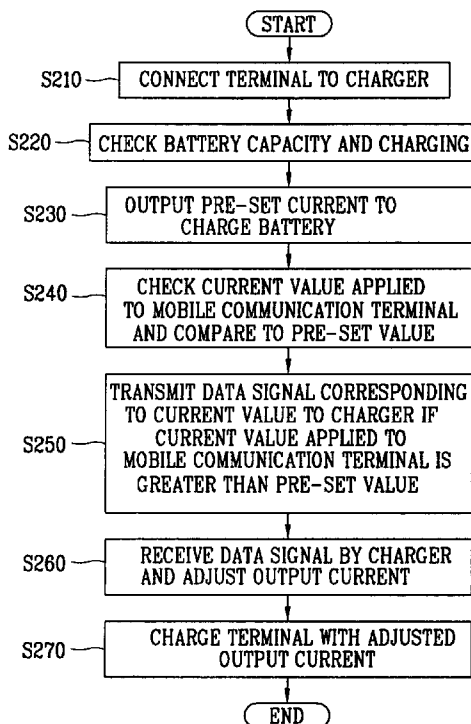 START
S210
CONNECT TERMINAL TO CHARGER
S220
CHECK BATTERY CAPACITY AND CHARGING
S230
OUTPUT PRE-SET CURRENT TO
CHARGE BATTERY
S240
CHECK CURRENT VALUE APPLIED
TO MOBILE COMMUNICATION TERMINAL
AND COMPARE TO PRE-SET VALUE
S250
TRANSMIT DATA SIGNAL CORRESPONDING
TO CURRENT VALUE TO CHARGER IF
CURRENT VALUE APPLIED TO
MOBILE COMMUNICATION TERMINAL IS
GREATER THAN PRE-SET VALUE
S260
RECEIVE DATA SIGNAL BY CHARGER
AND ADJUST OUTPUT CURRENT
S270
CHARGE TERMINAL WITH ADJUSTED
OUTPUT CURRENT
END